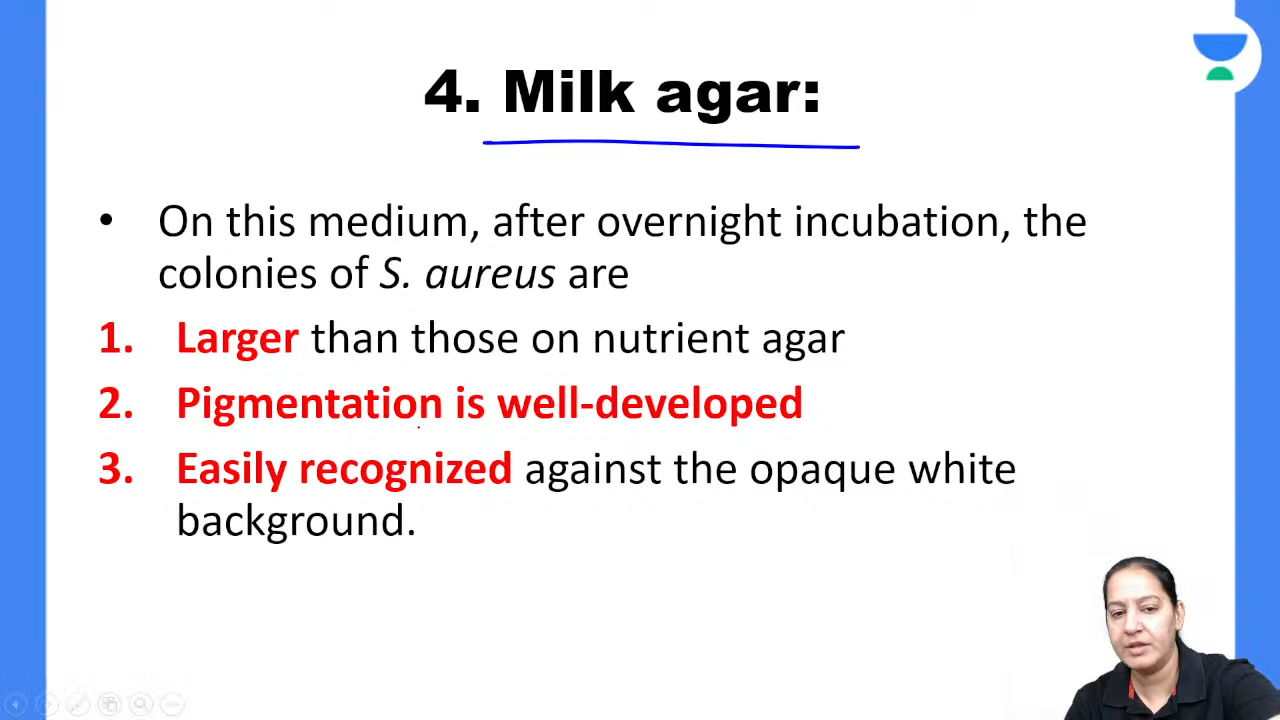 4. Milk agar:
• On this medium, after overnight incubation, the
colonies of S. aureus are
1. Larger than those on nutrient agar
2. Pigmentation is well-developed
3. Easily recognized against the opaque white
background.